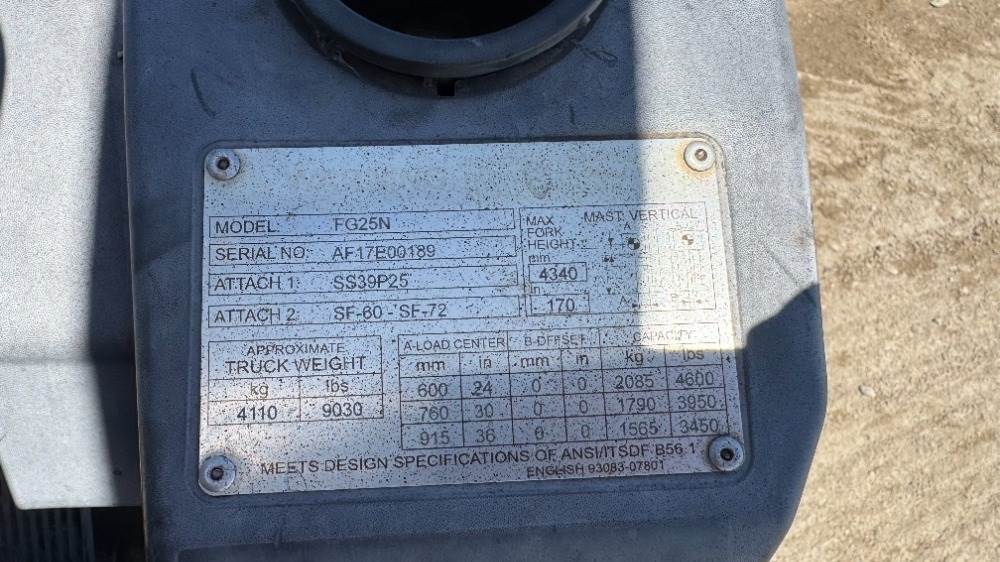 MODEL: FG25N
SERIAL NO: AF17E00189
ATTACH 1: SS39P25
ATTACH 2: SF-60 - SF-72
MAX FORK HEIGHT
mm
4340
in
170
MAST: VERTICAL
A
A B
APPROXIMATE
TRUCK WEIGHT
kg lbs
4110 9030
A-LOAD CENTER B-OFFSET CAPACITY
mm in mm in kg lbs
600 24 0 0 2085 4600
760 30 0 0 1790 3950
915 36 0 0 1565 3450
MEETS DESIGN SPECIFICATIONS OF ANSI/ITSDF B56.1
ENGLISH 93083-07801